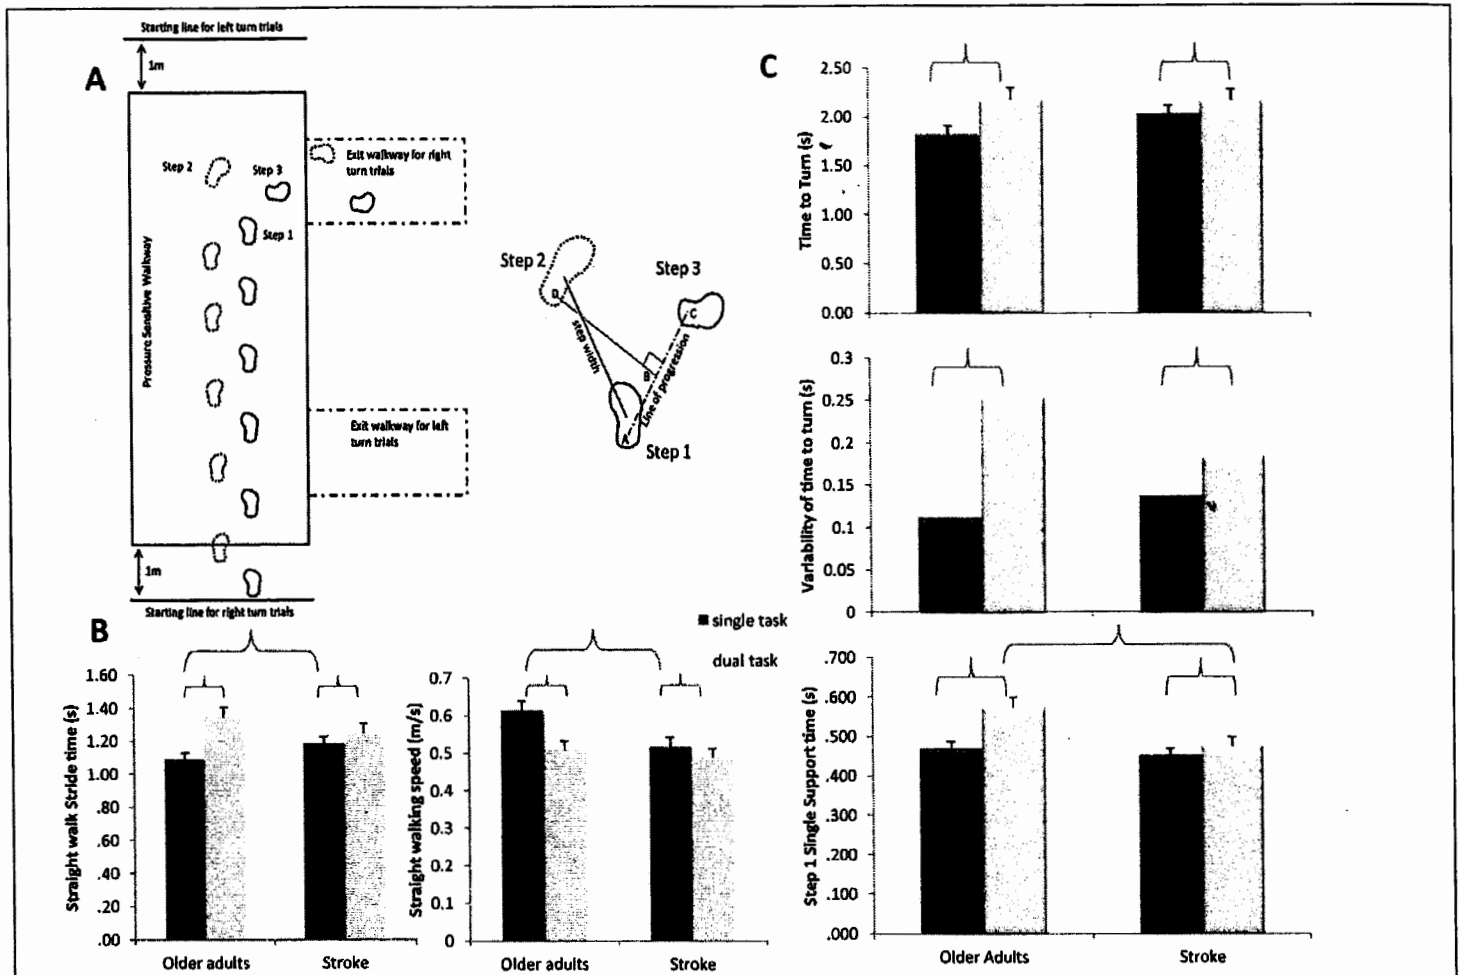 Starting line for left turn trials
1m
A
Step 2
Step 3
Exit walkway for right
turn trials
Step 1
Pressure Sensitive Walkway
Exit walkway for left
turn trials
1m
Starting line for right turn trials
Step 2
Step 3
D
C
step width
B
Line of progression
A
Step 1
B
single task
dual task
Straight walk Stride time (s)
1.60
1.40
1.20
1.00
.80
.60
.40
.20
.00
Older adults
Stroke
Straight walking speed (m/s)
0.7
0.6
0.5
0.4
0.3
0.2
0.1
0
Older adults
Stroke
C
Time to Turn (s)
2.50
2.00
1.50
1.00
0.50
0.00
Variability of time to turn (s)
0.3
0.25
0.2
0.15
0.1
0.05
0
Step 1 Single Support time (s)
.700
.600
.500
.400
.300
.200
.100
.000
Older Adults
Stroke